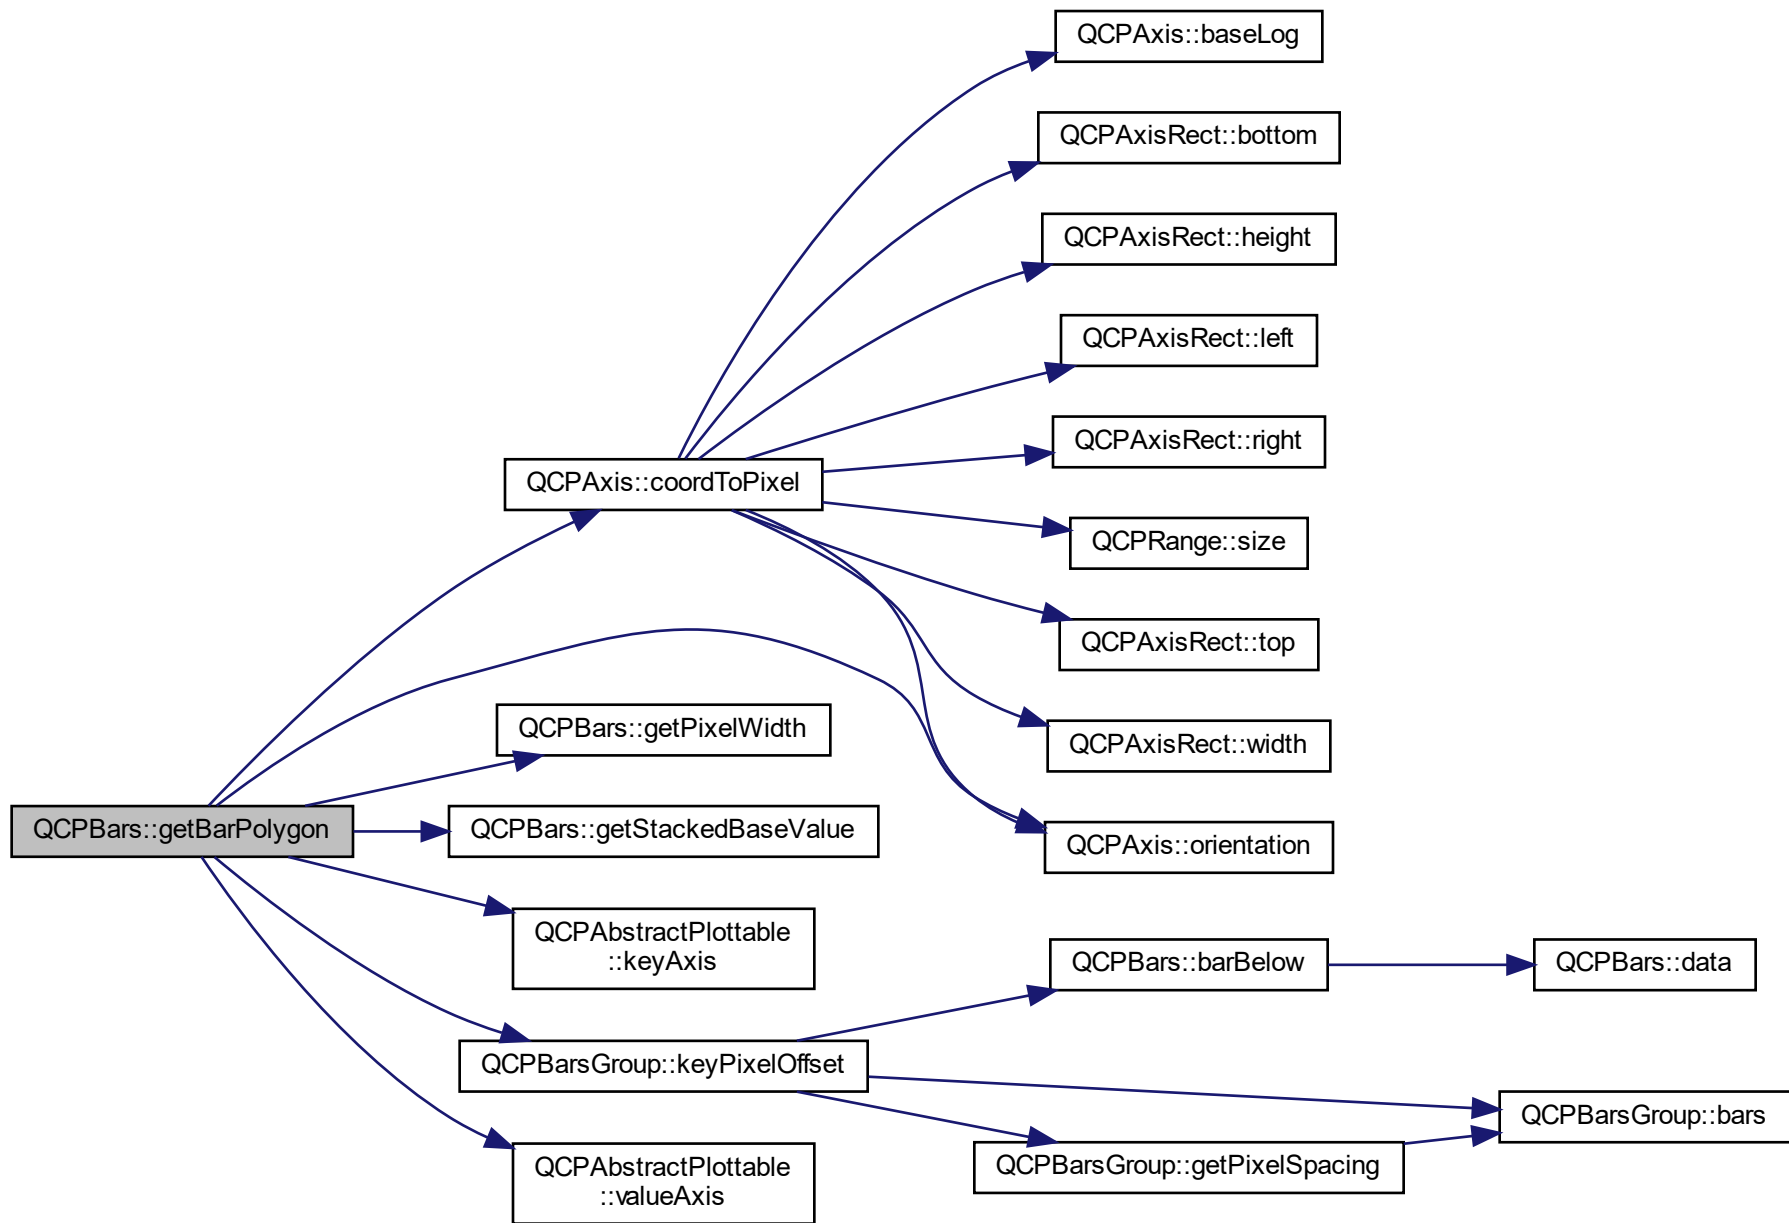 QCPAxis::baseLog
QCPAxisRect::bottom
QCPAxisRect::height
QCPAxisRect::left
QCPAxisRect::right
QCPAxis::coordToPixel
QCPRange::size
QCPAxisRect::top
QCPBars::getPixelWidth
QCPAxisRect::width
QCPBars::getBarPolygon
QCPBars::getStackedBaseValue
QCPAxis::orientation
QCPAbstractPlottable
::keyAxis
QCPBars::barBelow
QCPBars::data
QCPBarsGroup::keyPixelOffset
QCPBarsGroup::bars
QCPBarsGroup::getPixelSpacing
QCPAbstractPlottable
::valueAxis